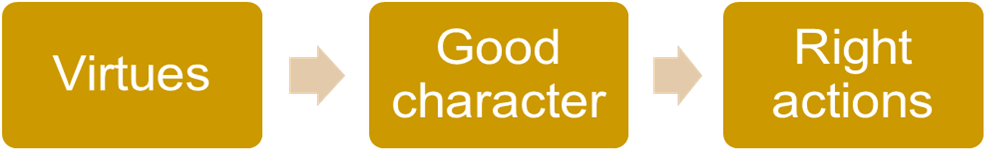 Virtues
Good
character
Right
actions